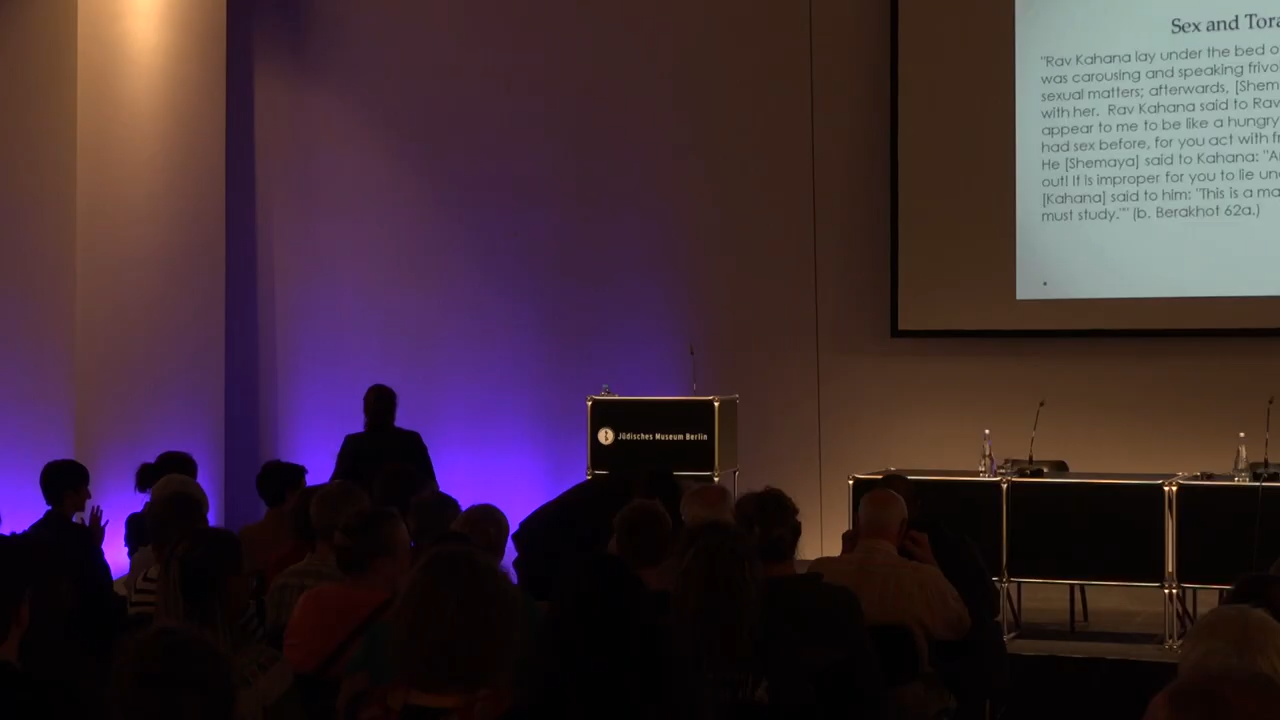 Sex and Tora
"Rav Kahana lay under the bed o
was carousing and speaking frivo
sexual matters; afterwards, [Shem
with her. Rav Kahana said to Rav
appear to me to be like a hungry
had sex before, for you act with fr
He [Shemaya] said to Kahana: "A
out! It is improper for you to lie und
[Kahana] said to him: "This is a ma
must study."" (b. Berakhot 62a.)
Jüdisches Museum Berlin